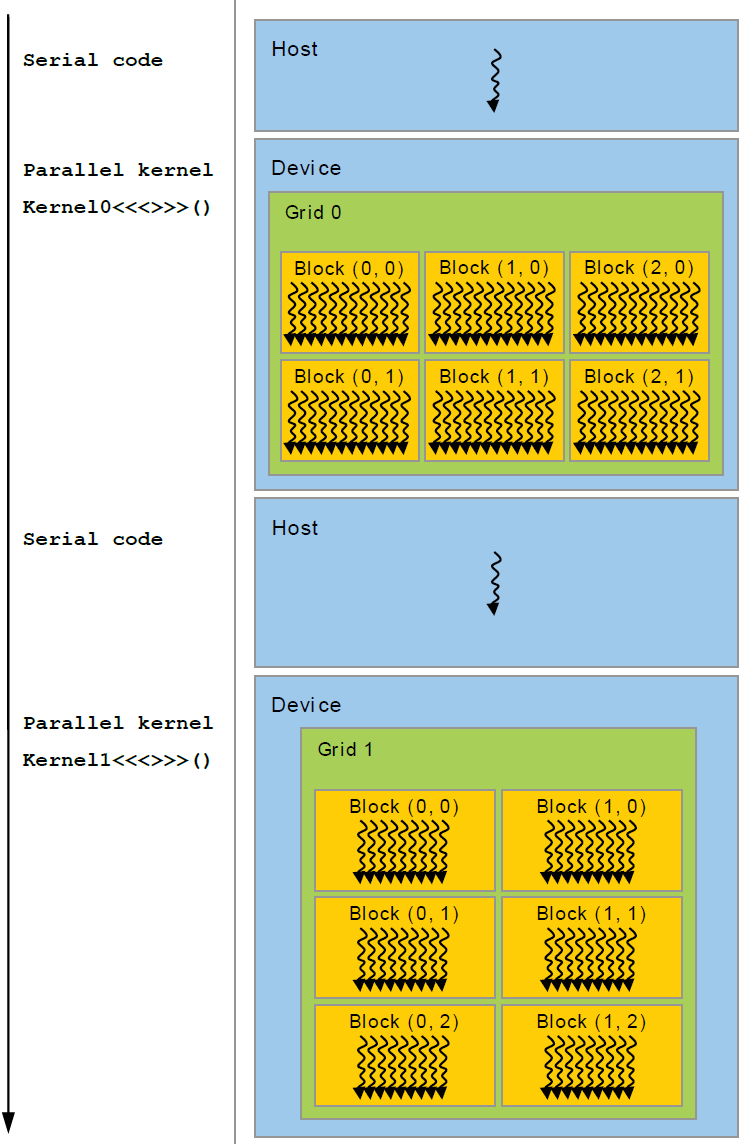 Serial code
Host
Parallel kernel
Kernel0<<<>>>()
Device
Grid 0
Block (0, 0)
Block (1, 0)
Block (2, 0)
Block (0, 1)
Block (1, 1)
Block (2, 1)
Serial code
Host
Parallel kernel
Kernel1<<<>>>()
Device
Grid 1
Block (0, 0)
Block (1, 0)
Block (0, 1)
Block (1, 1)
Block (0, 2)
Block (1, 2)